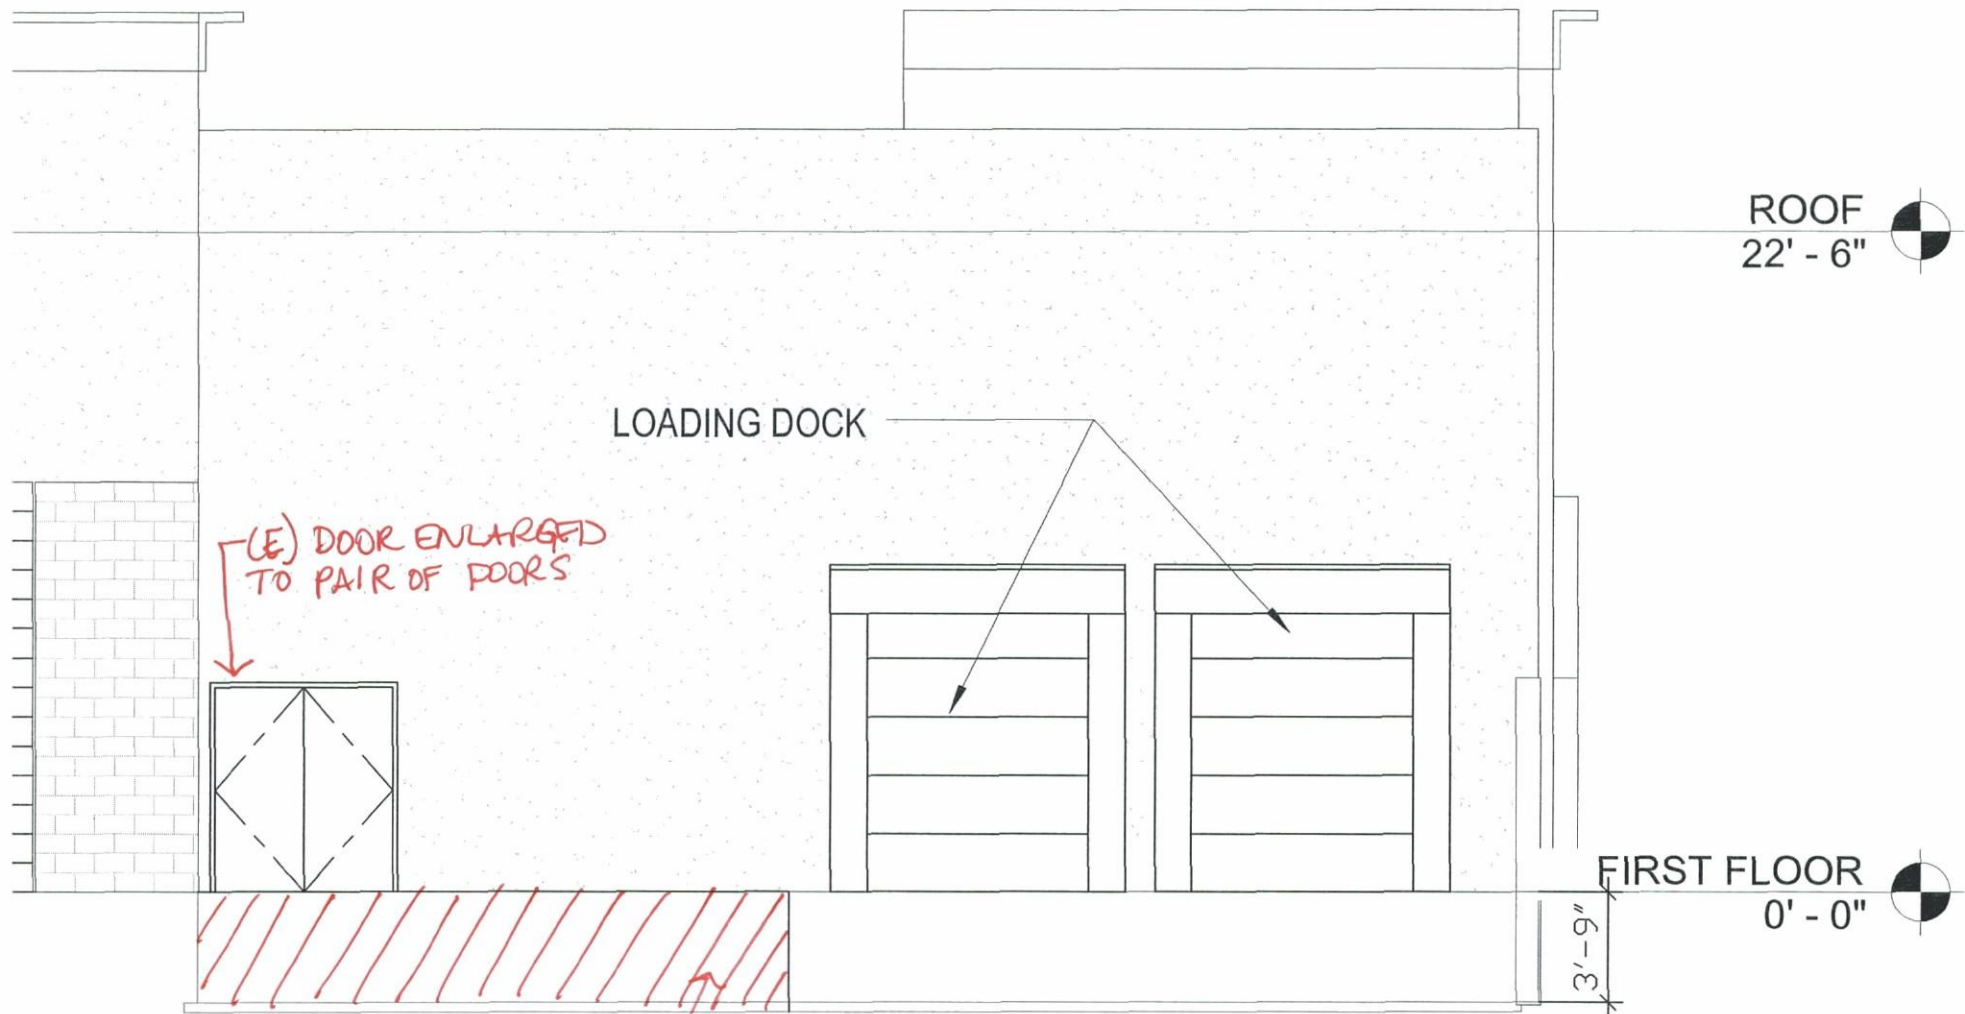 ROOF
22' - 6"
LOADING DOCK
(E) DOOR ENLARGED
TO PAIR OF DOORS
FIRST FLOOR
0' - 0"
3'-9"